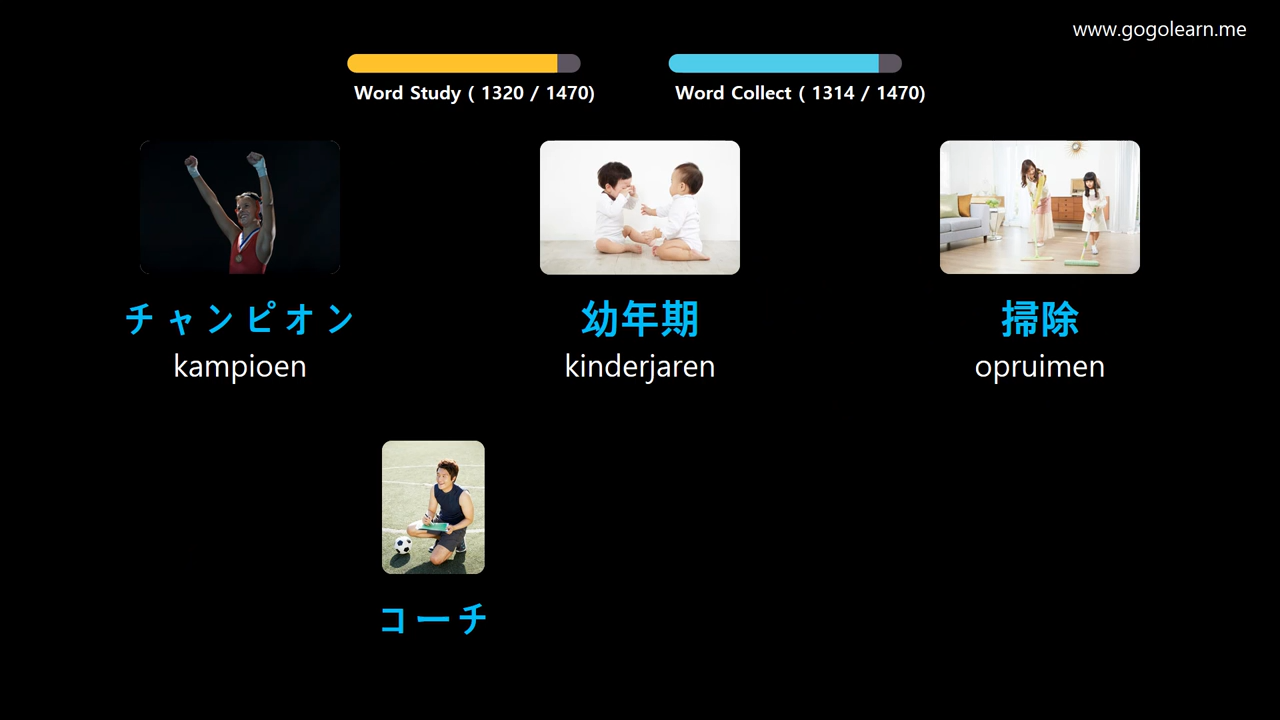 www.gogolearn.me
Word Study ( 1320 / 1470)
Word Collect ( 1314 / 1470)
チャンピオン
kampioen
幼年期
kinderjaren
掃除
opruimen
コーチ